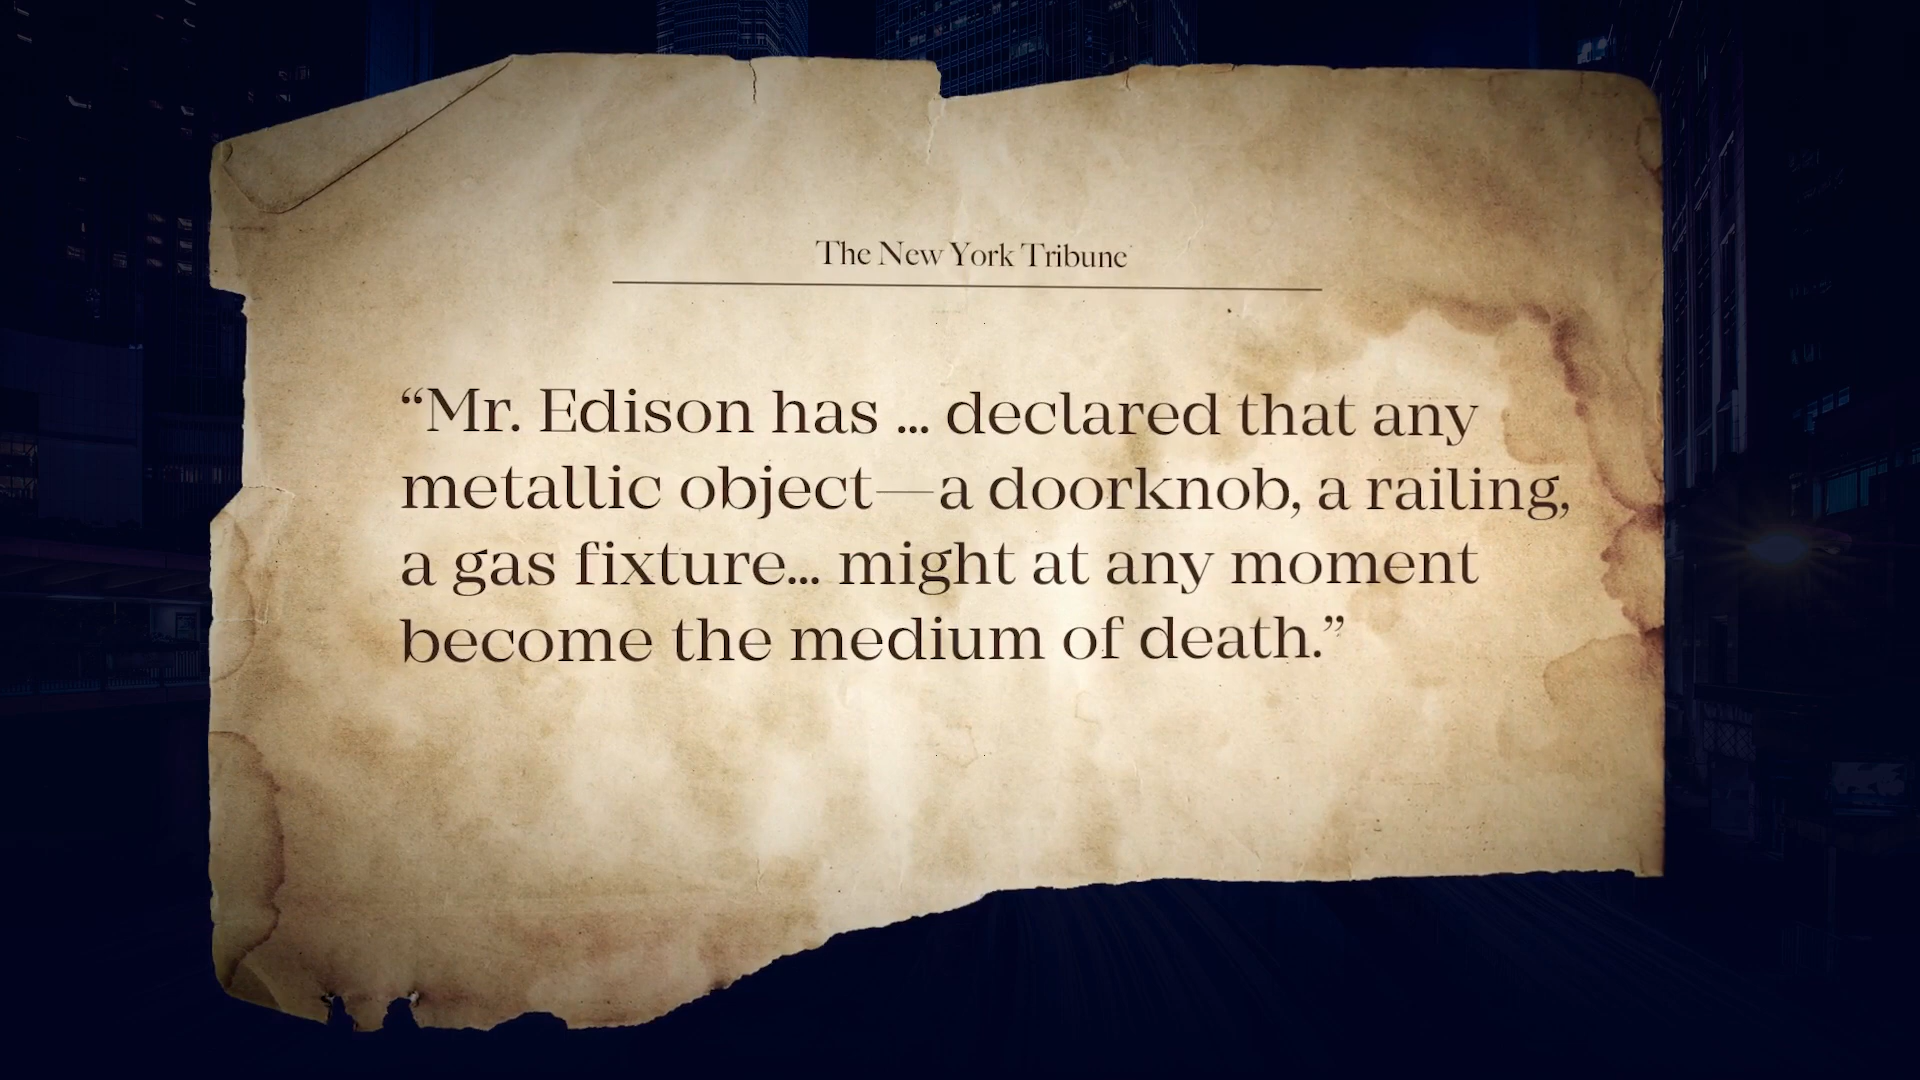 The New York Tribune
“Mr. Edison has ... declared that any
metallic object—a doorknob, a railing,
a gas fixture... might at any moment
become the medium of death.”